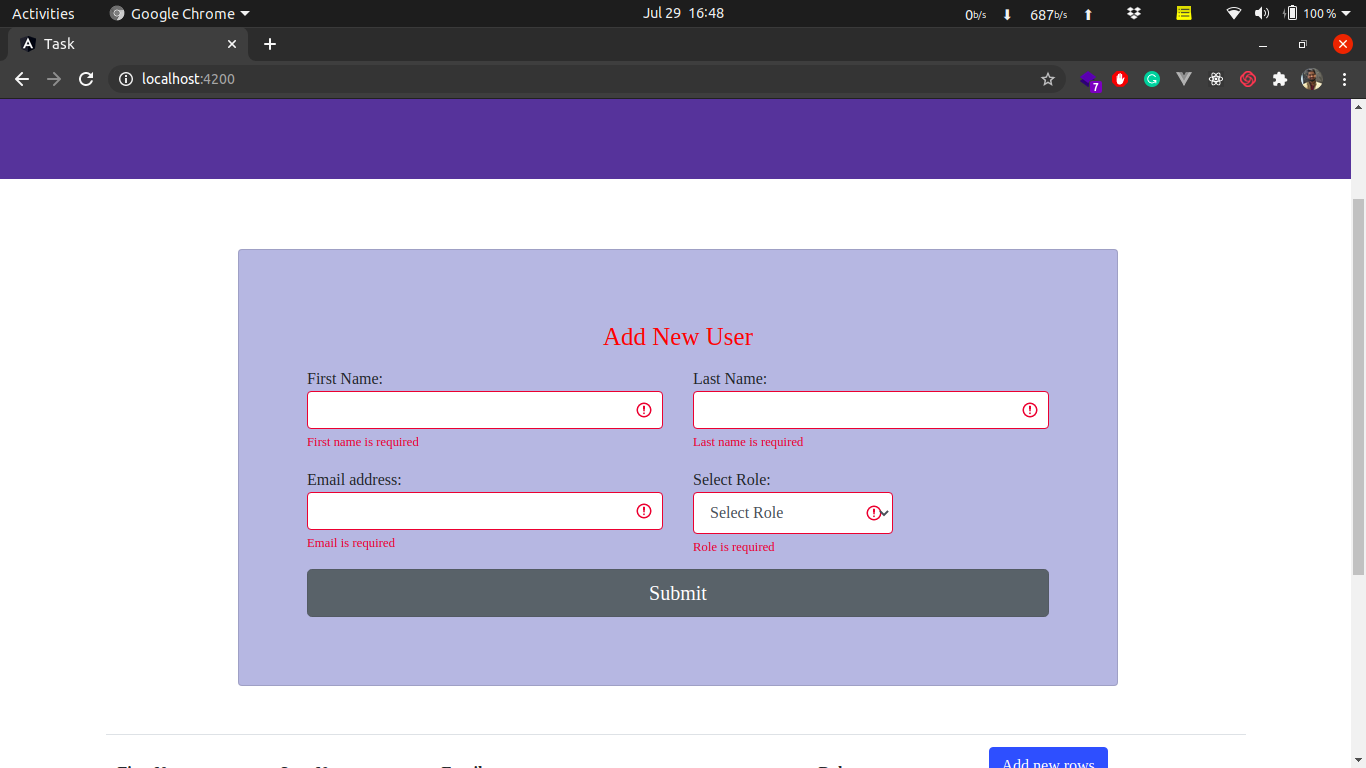 Activities Google Chrome Jul 29 16:48 0b/s 687b/s 100 %
Task
localhost:4200
7
Add New User
First Name: Last Name:
First name is required Last name is required
Email address: Select Role:
Select Role
Email is required Role is required
Submit
Add new rows